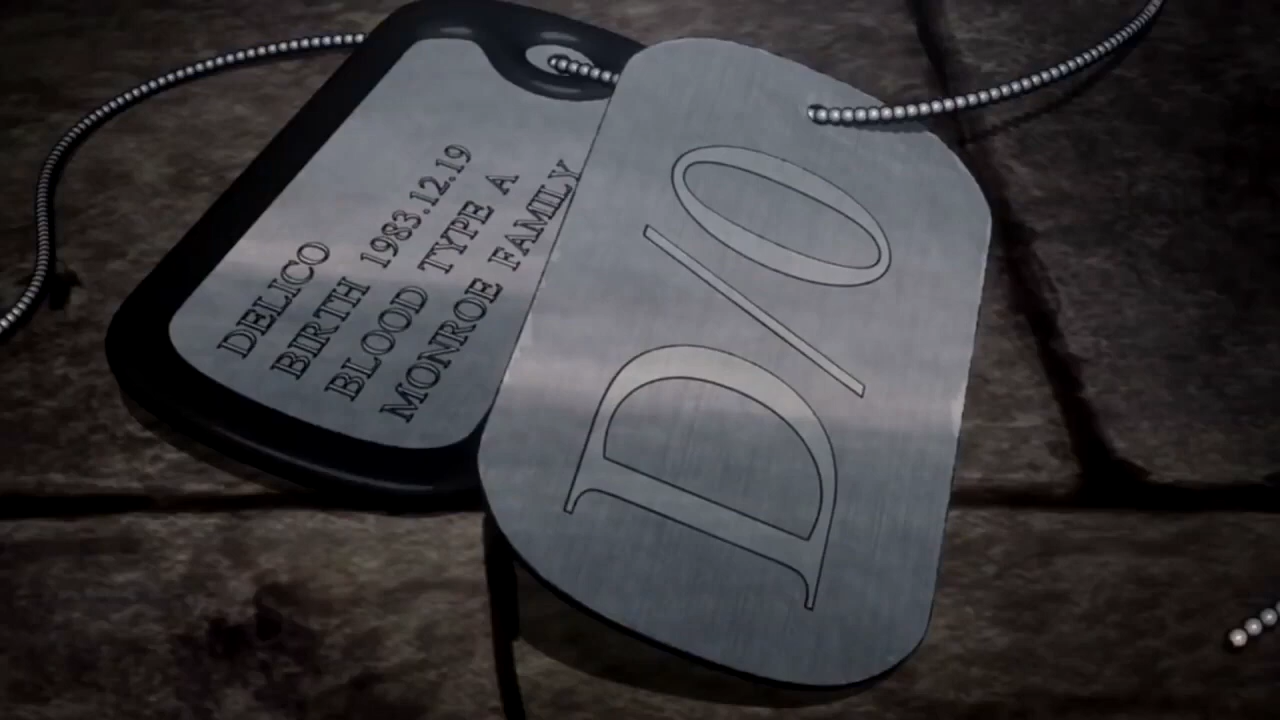 DELICO
BIRTH 1983.12.19
BLOOD TYPE A
MONROE FAMILY
D/O